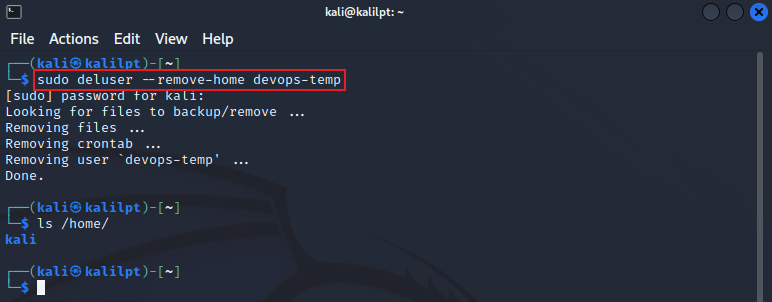 kali@kalilpt: ~
File Actions Edit View Help
┌──(kali㉿kalilpt)-[~]
└─$ sudo deluser --remove-home devops-temp
[sudo] password for kali:
Looking for files to backup/remove ...
Removing files ...
Removing crontab ...
Removing user `devops-temp' ...
Done.
┌──(kali㉿kalilpt)-[~]
└─$ ls /home/
kali
┌──(kali㉿kalilpt)-[~]
└─$